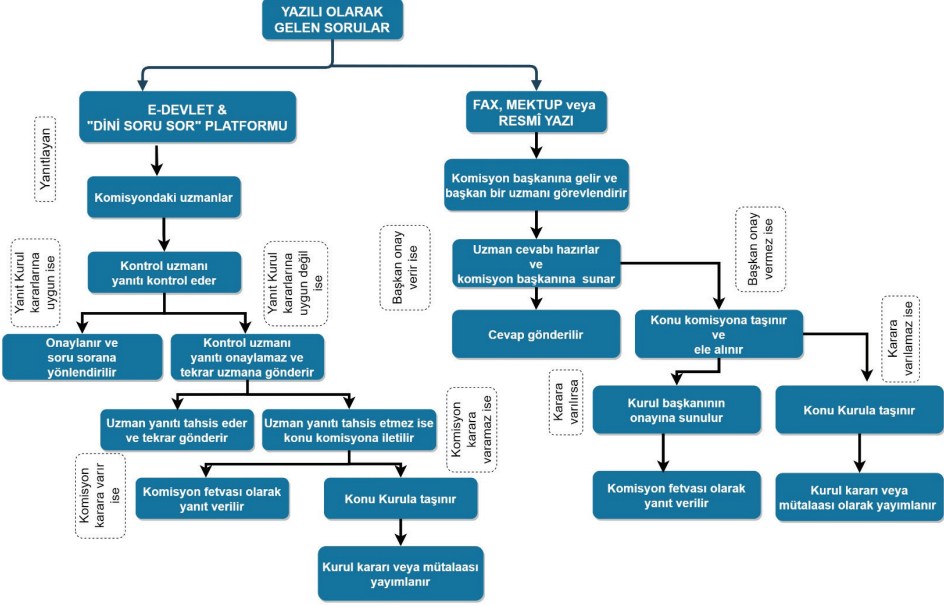 YAZILI OLARAK
GELEN SORULAR
E-DEVLET &
"DİNİ SORU SOR" PLATFORMU
FAX, MEKTUP veya
RESMÎ YAZI
Yanıtlayan
Komisyondaki uzmanlar
Komisyon başkanına gelir ve
başkan bir uzmanı görevlendirir
Yanıt Kurul
kararlarına
uygun ise
Kontrol uzmanı
yanıtı kontrol eder
Yanıt Kurul
kararlarına
uygun değil
ise
Başkan onay
verir ise
Uzman cevabı hazırlar
ve
komisyon başkanına sunar
Başkan onay
vermez ise
Onaylanır ve
soru sorana
yönlendirilir
Kontrol uzmanı
yanıtı onaylamaz ve
tekrar uzmana gönderir
Cevap gönderilir
Konu komisyona taşınır
ve
ele alınır
Karara
varılamaz ise
Uzman yanıtı tahsis eder
ve tekrar gönderir
Uzman yanıtı tahsis etmez ise
konu komisyona iletilir
Komisyon
karara
varamaz ise
Karara
varılırsa
Kurul başkanının
onayına sunulur
Konu Kurula taşınır
Komisyon
karara varır
ise
Komisyon fetvası olarak
yanıt verilir
Konu Kurula taşınır
Komisyon fetvası olarak
yanıt verilir
Kurul kararı veya
mütalaası olarak yayımlanır
Kurul kararı veya mütalaası
yayımlanır